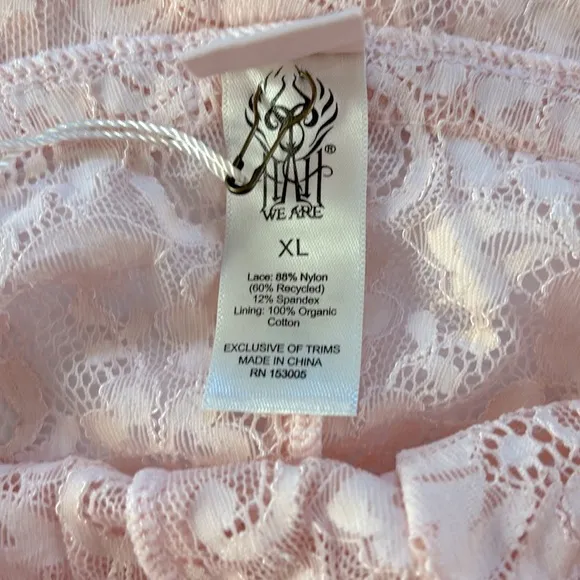 HAH®
WE ARE
XL
Lace: 88% Nylon
(60% Recycled)
12% Spandex
Lining: 100% Organic
Cotton
EXCLUSIVE OF TRIMS
MADE IN CHINA
RN 153005